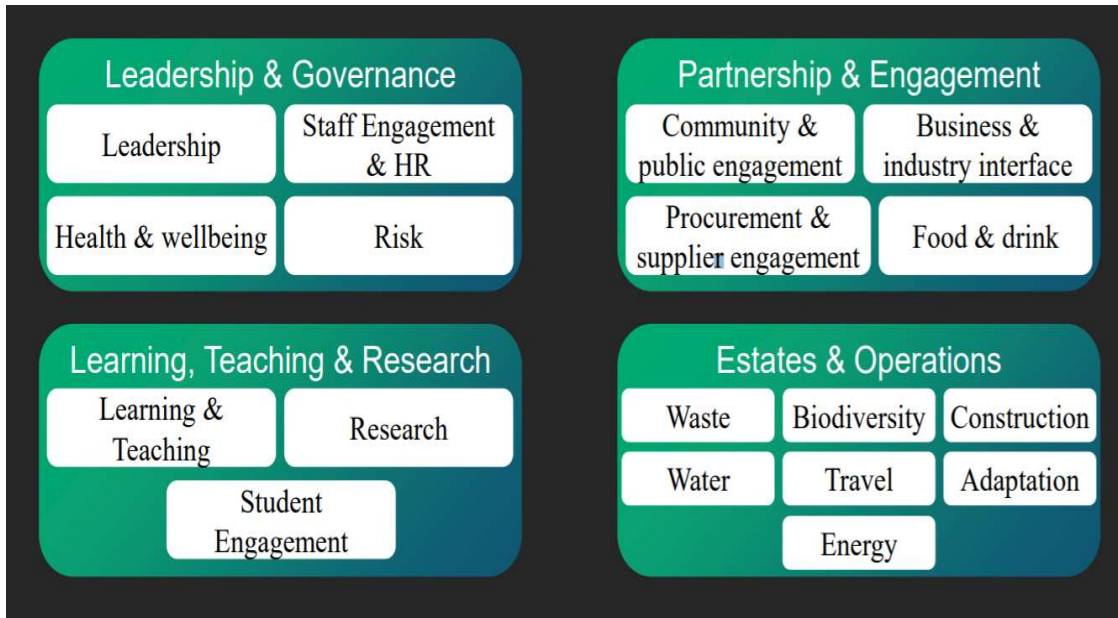 Leadership & Governance
Leadership
Staff Engagement
& HR
Health & wellbeing
Risk
Partnership & Engagement
Community &
public engagement
Business &
industry interface
Procurement &
supplier engagement
Food & drink
Learning, Teaching & Research
Learning &
Teaching
Research
Student
Engagement
Estates & Operations
Waste
Biodiversity
Construction
Water
Travel
Adaptation
Energy